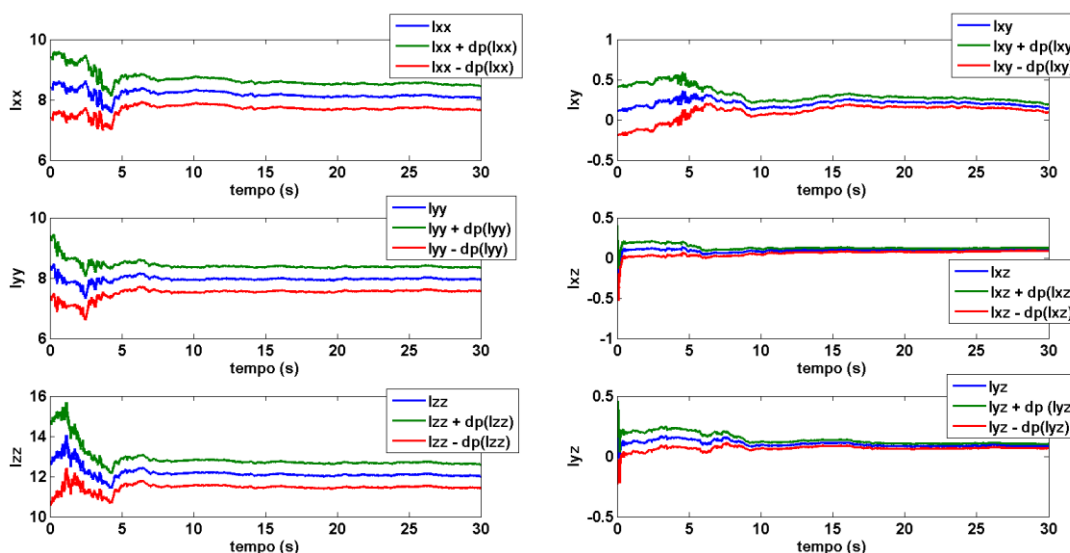 Ixx
Ixx + dp(Ixx)
Ixx - dp(Ixx)
10
8
6
Ixx
0 5 10 15 20 25 30
tempo (s)
Ixy
Ixy + dp(Ixy
Ixy - dp(Ixy)
1
0.5
0
-0.5
Ixy
0 5 10 15 20 25 30
tempo (s)
Iyy
Iyy + dp(Iyy)
Iyy - dp(Iyy)
10
8
6
Iyy
0 5 10 15 20 25 30
tempo (s)
0.5
0
-0.5
-1
Ixz
Ixz
Ixz + dp(Ixz
Ixz - dp(Ixz)
0 5 10 15 20 25 30
tempo (s)
Izz
Izz + dp(Izz)
Izz - dp(Izz)
16
14
12
10
Izz
0 5 10 15 20 25 30
tempo (s)
Iyz
Iyz + dp (Iyz
Iyz - dp(Iyz)
0.5
0
-0.5
Iyz
0 5 10 15 20 25 30
tempo (s)